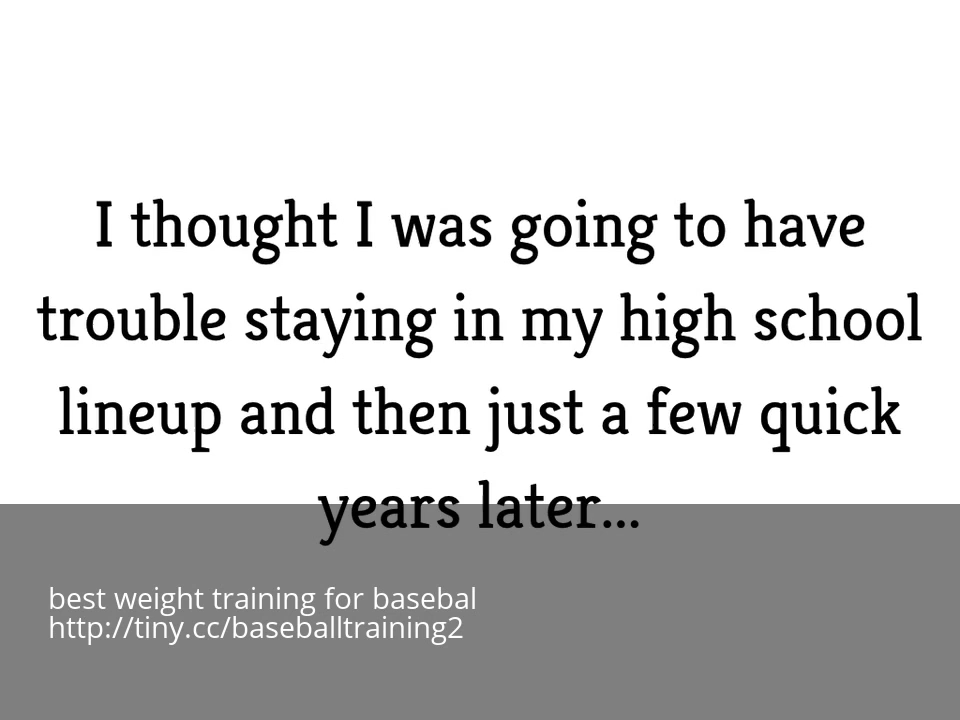 I thought I was going to have
trouble staying in my high school
lineup and then just a few quick
years later...
best weight training for basebal
http://tiny.cc/baseballtraining2